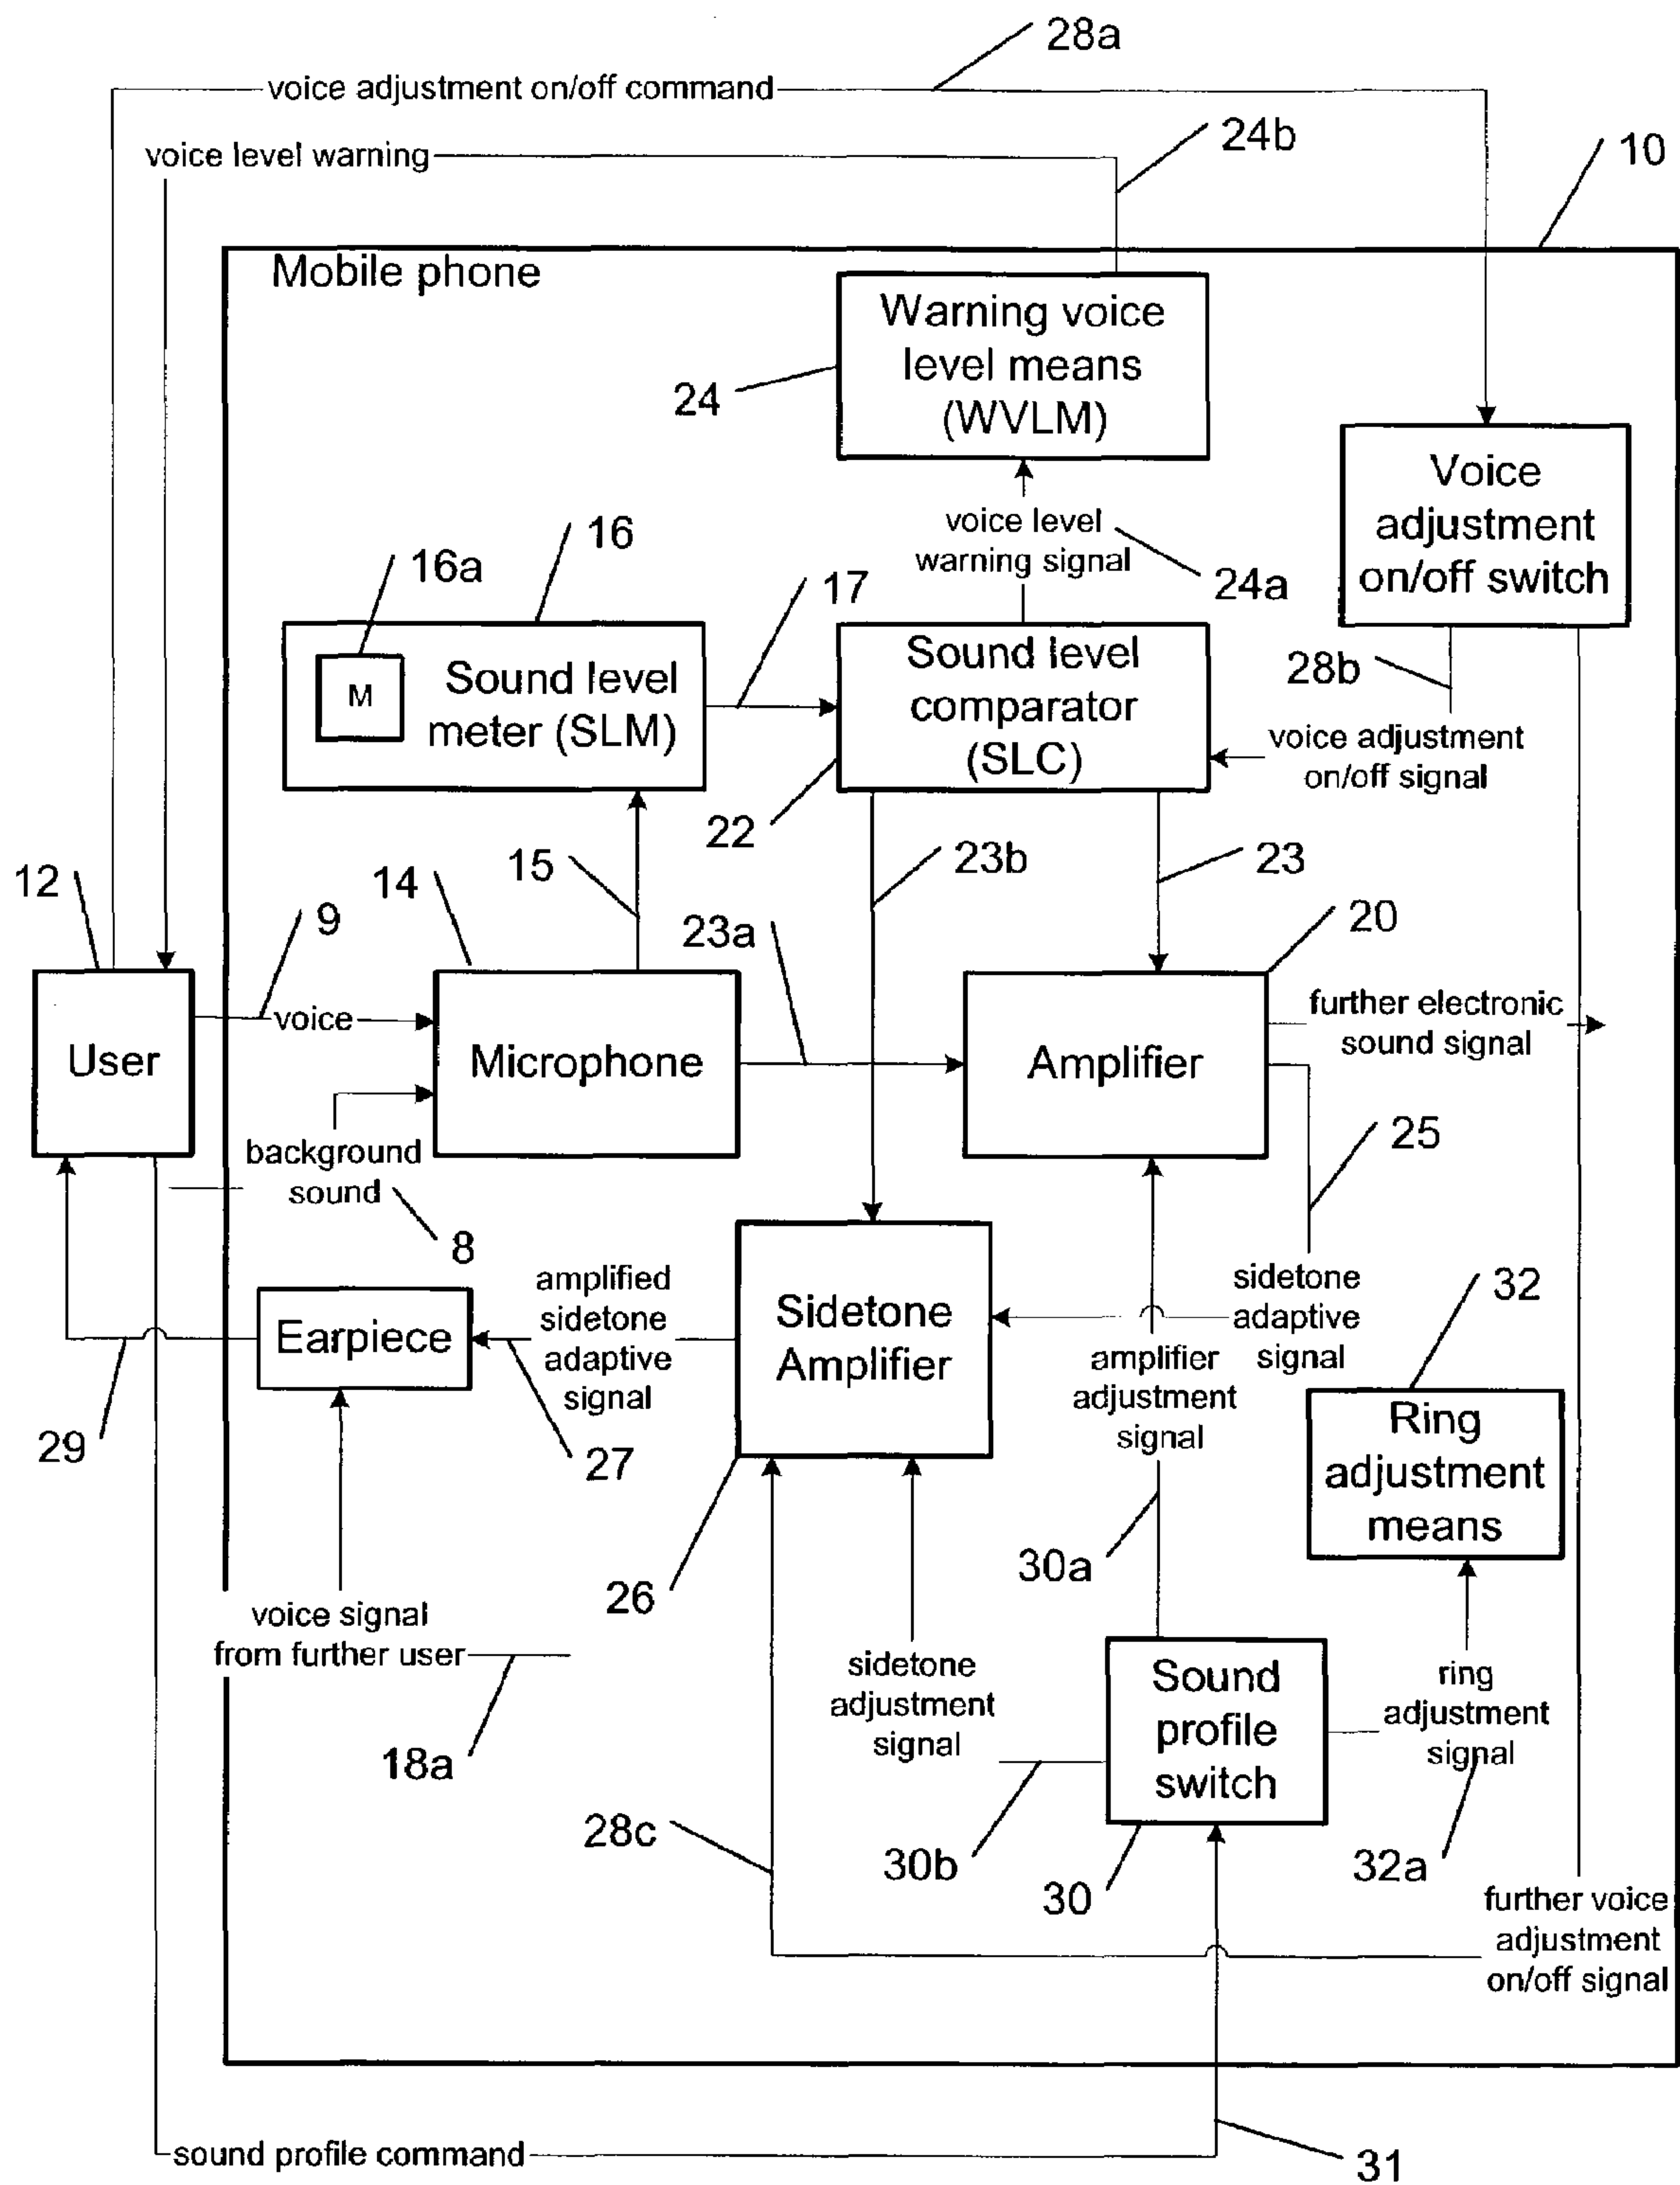 28a
voice adjustment on/off command
24b
voice level warning
10
Mobile phone
Warning voice
level means
(WVLM)
24
Voice
adjustment
on/off switch
voice level
warning signal
24a
16
16a
17
M
Sound level
meter (SLM)
Sound level
comparator
(SLC)
28b
voice adjustment
on/off signal
22
12
14
15
23b
23
9
23a
20
User
voice
Microphone
Amplifier
further electronic
sound signal
background
sound
8
25
amplified
sidetone
adaptive
signal
Sidetone
Amplifier
sidetone
adaptive
signal
32
Earpiece
amplifier
adjustment
signal
Ring
adjustment
means
29
27
30a
26
voice signal
from further user
18a
sidetone
adjustment
signal
Sound
profile
switch
ring
adjustment
signal
28c
30b
30
32a
further voice
adjustment
on/off signal
sound profile command
31